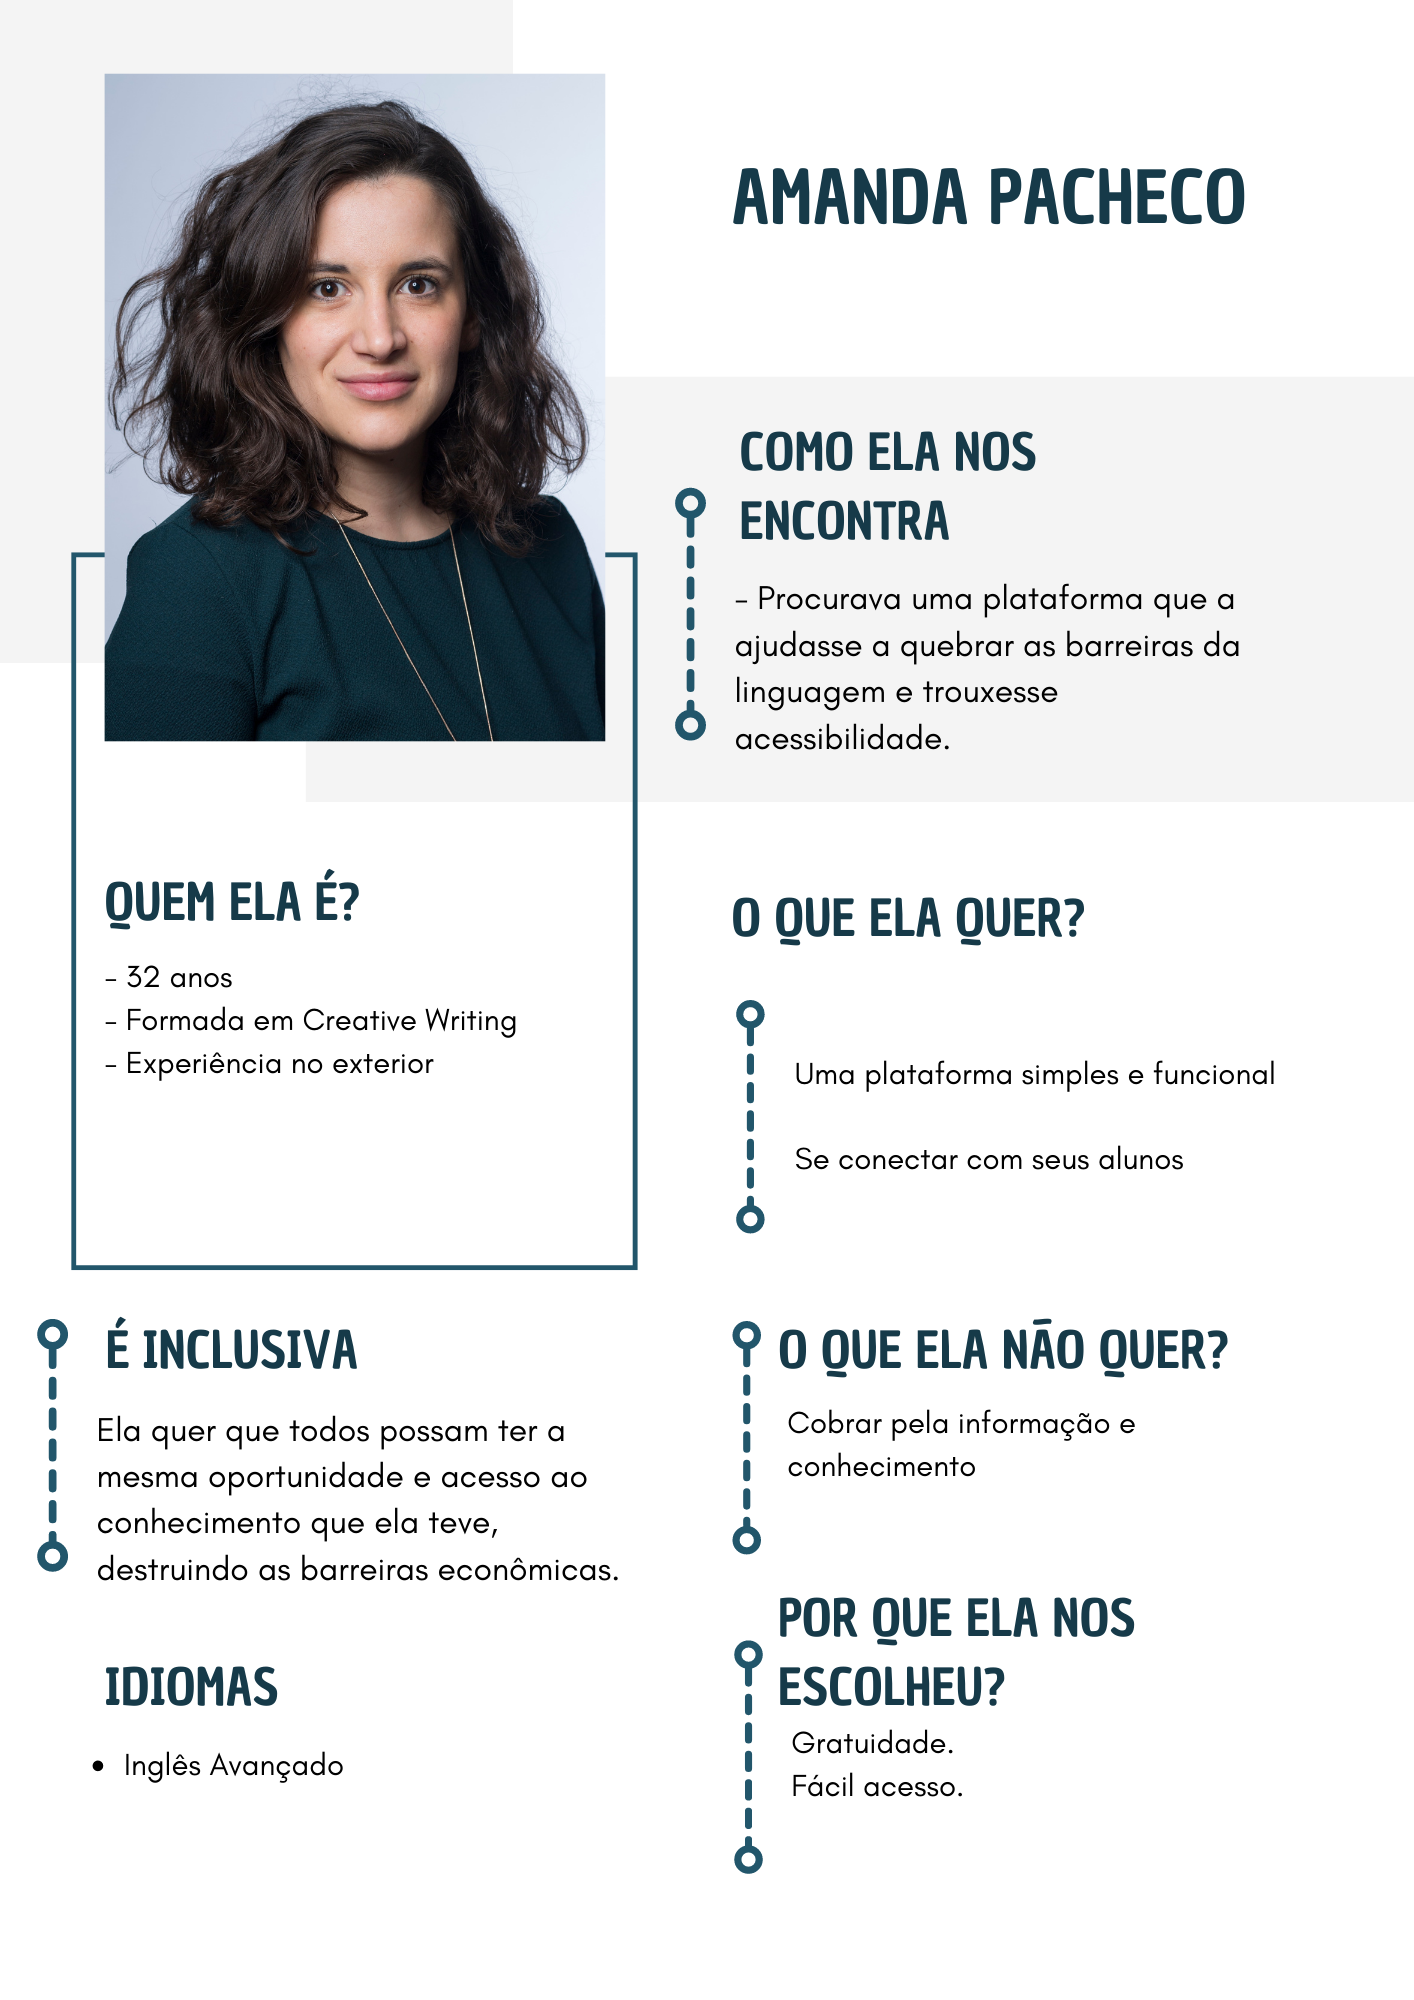 AMANDA PACHECO
COMO ELA NOS
ENCONTRA
- Procurava uma plataforma que a
ajudasse a quebrar as barreiras da
linguagem e trouxesse
acessibilidade.
QUEM ELA É?
- 32 anos
- Formada em Creative Writing
- Experiência no exterior
O QUE ELA QUER?
Uma plataforma simples e funcional
Se conectar com seus alunos
É INCLUSIVA
Ela quer que todos possam ter a
mesma oportunidade e acesso ao
conhecimento que ela teve,
destruindo as barreiras econômicas.
O QUE ELA NÃO QUER?
Cobrar pela informação e
conhecimento
IDIOMAS
• Inglês Avançado
POR QUE ELA NOS
ESCOLHEU?
Gratuidade.
Fácil acesso.